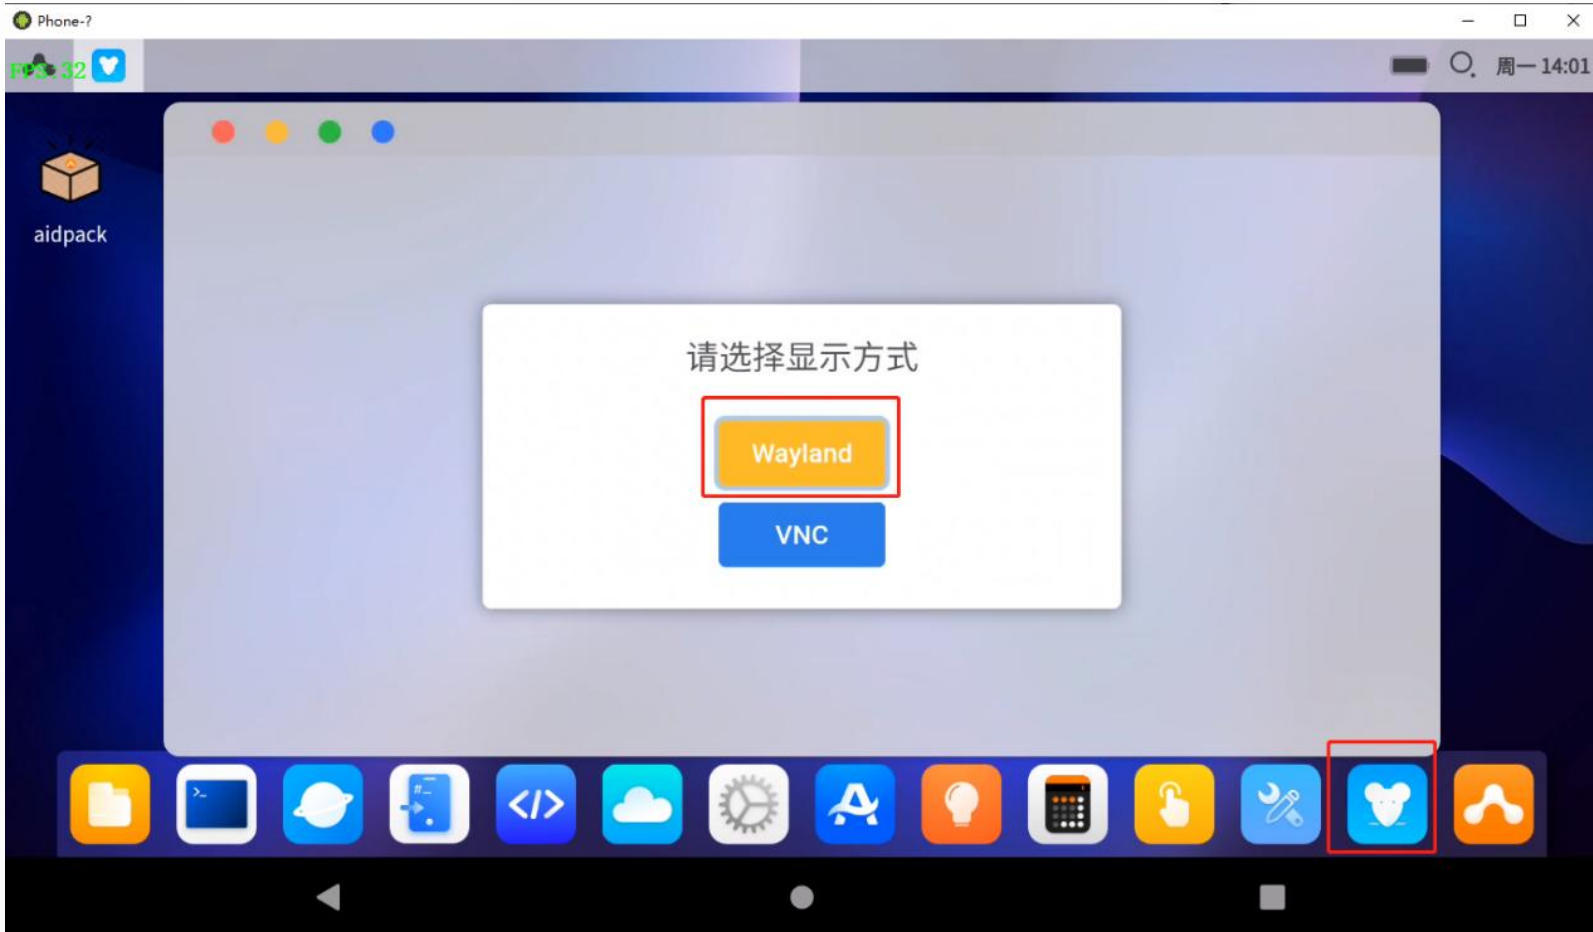 Phone-?
FPS:32
周一 14:01
aidpack
请选择显示方式
Wayland
VNC
>_
#_
</>